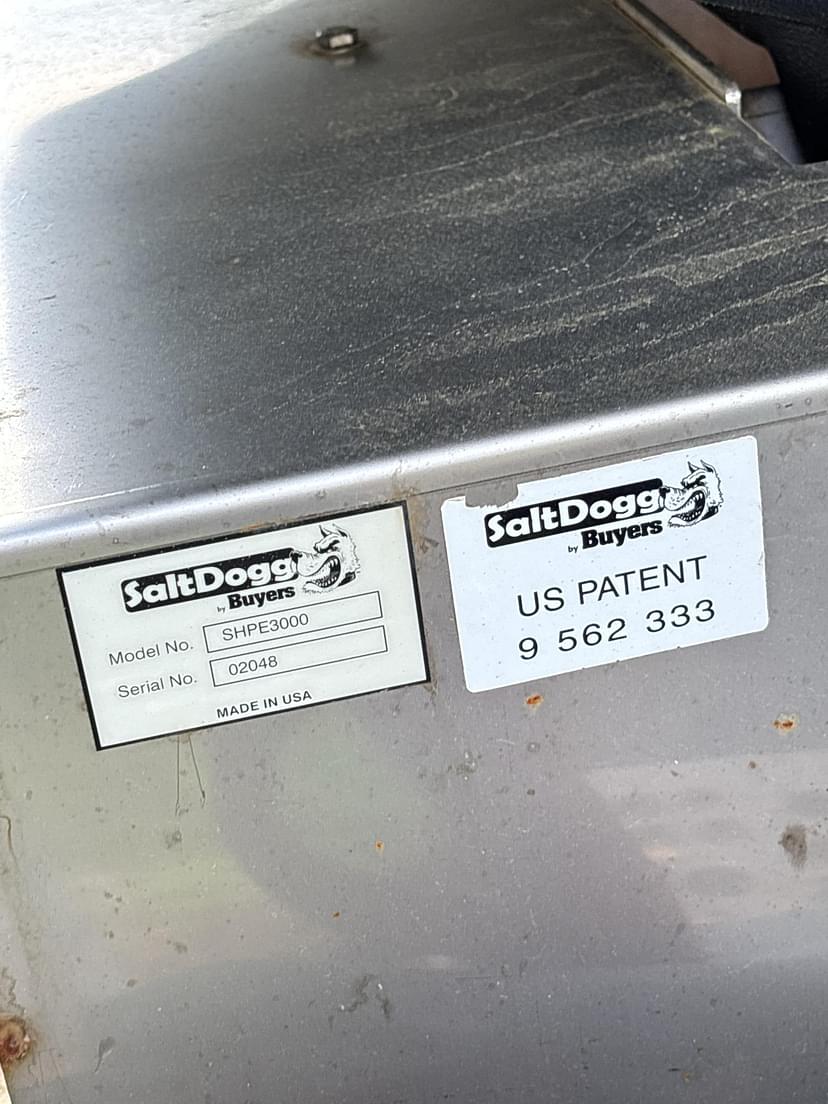 SaltDogg
by Buyers
Model No. SHPE3000
Serial No. 02048
MADE IN USA
SaltDogg
by Buyers
US PATENT
9 562 333